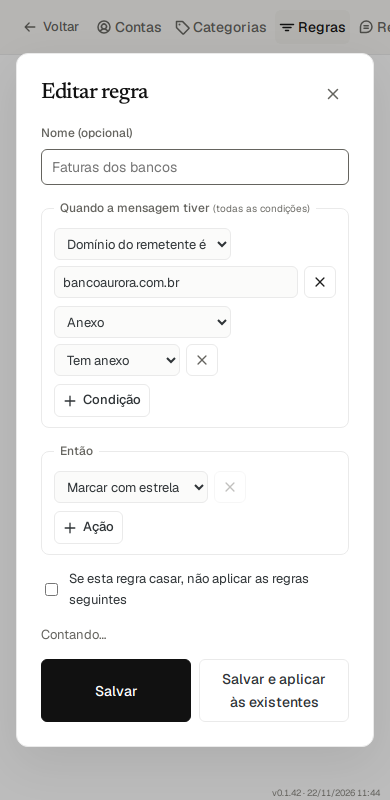 Voltar Contas Categorias Regras Re
Editar regra
Nome (opcional)
Faturas dos bancos
Quando a mensagem tiver (todas as condições)
Domínio do remetente é
bancoaurora.com.br
Anexo
Tem anexo
Condição
Então
Marcar com estrela
Ação
Se esta regra casar, não aplicar as regras
seguintes
Contando…
Salvar
Salvar e aplicar
às existentes
v0.1.42 · 22/11/2026 11:44